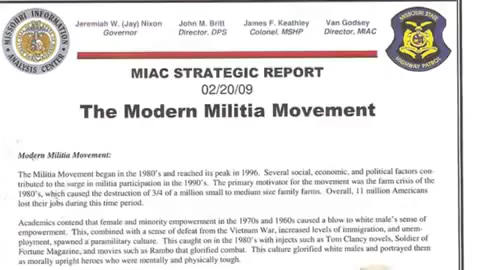 MISSOURI INFORMATION
ANALYSIS CENTER
Jeremiah W. (Jay) Nixon
Governor
John M. Britt
Director, DPS
James F. Keathley
Colonel, MSHP
Van Godsey
Director, MIAC
MISSOURI STATE
HIGHWAY PATROL
MIAC STRATEGIC REPORT
02/20/09
The Modern Militia Movement
Modern Militia Movement:
The Militia Movement began in the 1980's and reached its peak in 1996. Several social, economic, and political factors con-
tributed to the surge in militia participation in the 1990's. The primary motivator for the movement was the farm crisis of the
1980's, which caused the destruction of 3/4 of a million small to medium size family farms. Overall, 11 million Americans
lost their jobs during this time period.
Academics contend that female and minority empowerment in the 1970s and 1960s caused a blow to white male's sense of
empowerment. This, combined with a sense of defeat from the Vietnam War, increased levels of immigration, and unem-
ployment, spawned a paramilitary culture. This caught on in the 1980's with injects such as Tom Clancy novels, Soldier of
Fortune Magazine, and movies such as Rambo that glorified combat. This culture glorified white males and portrayed them
as morally upright heroes who were mentally and physically tough.